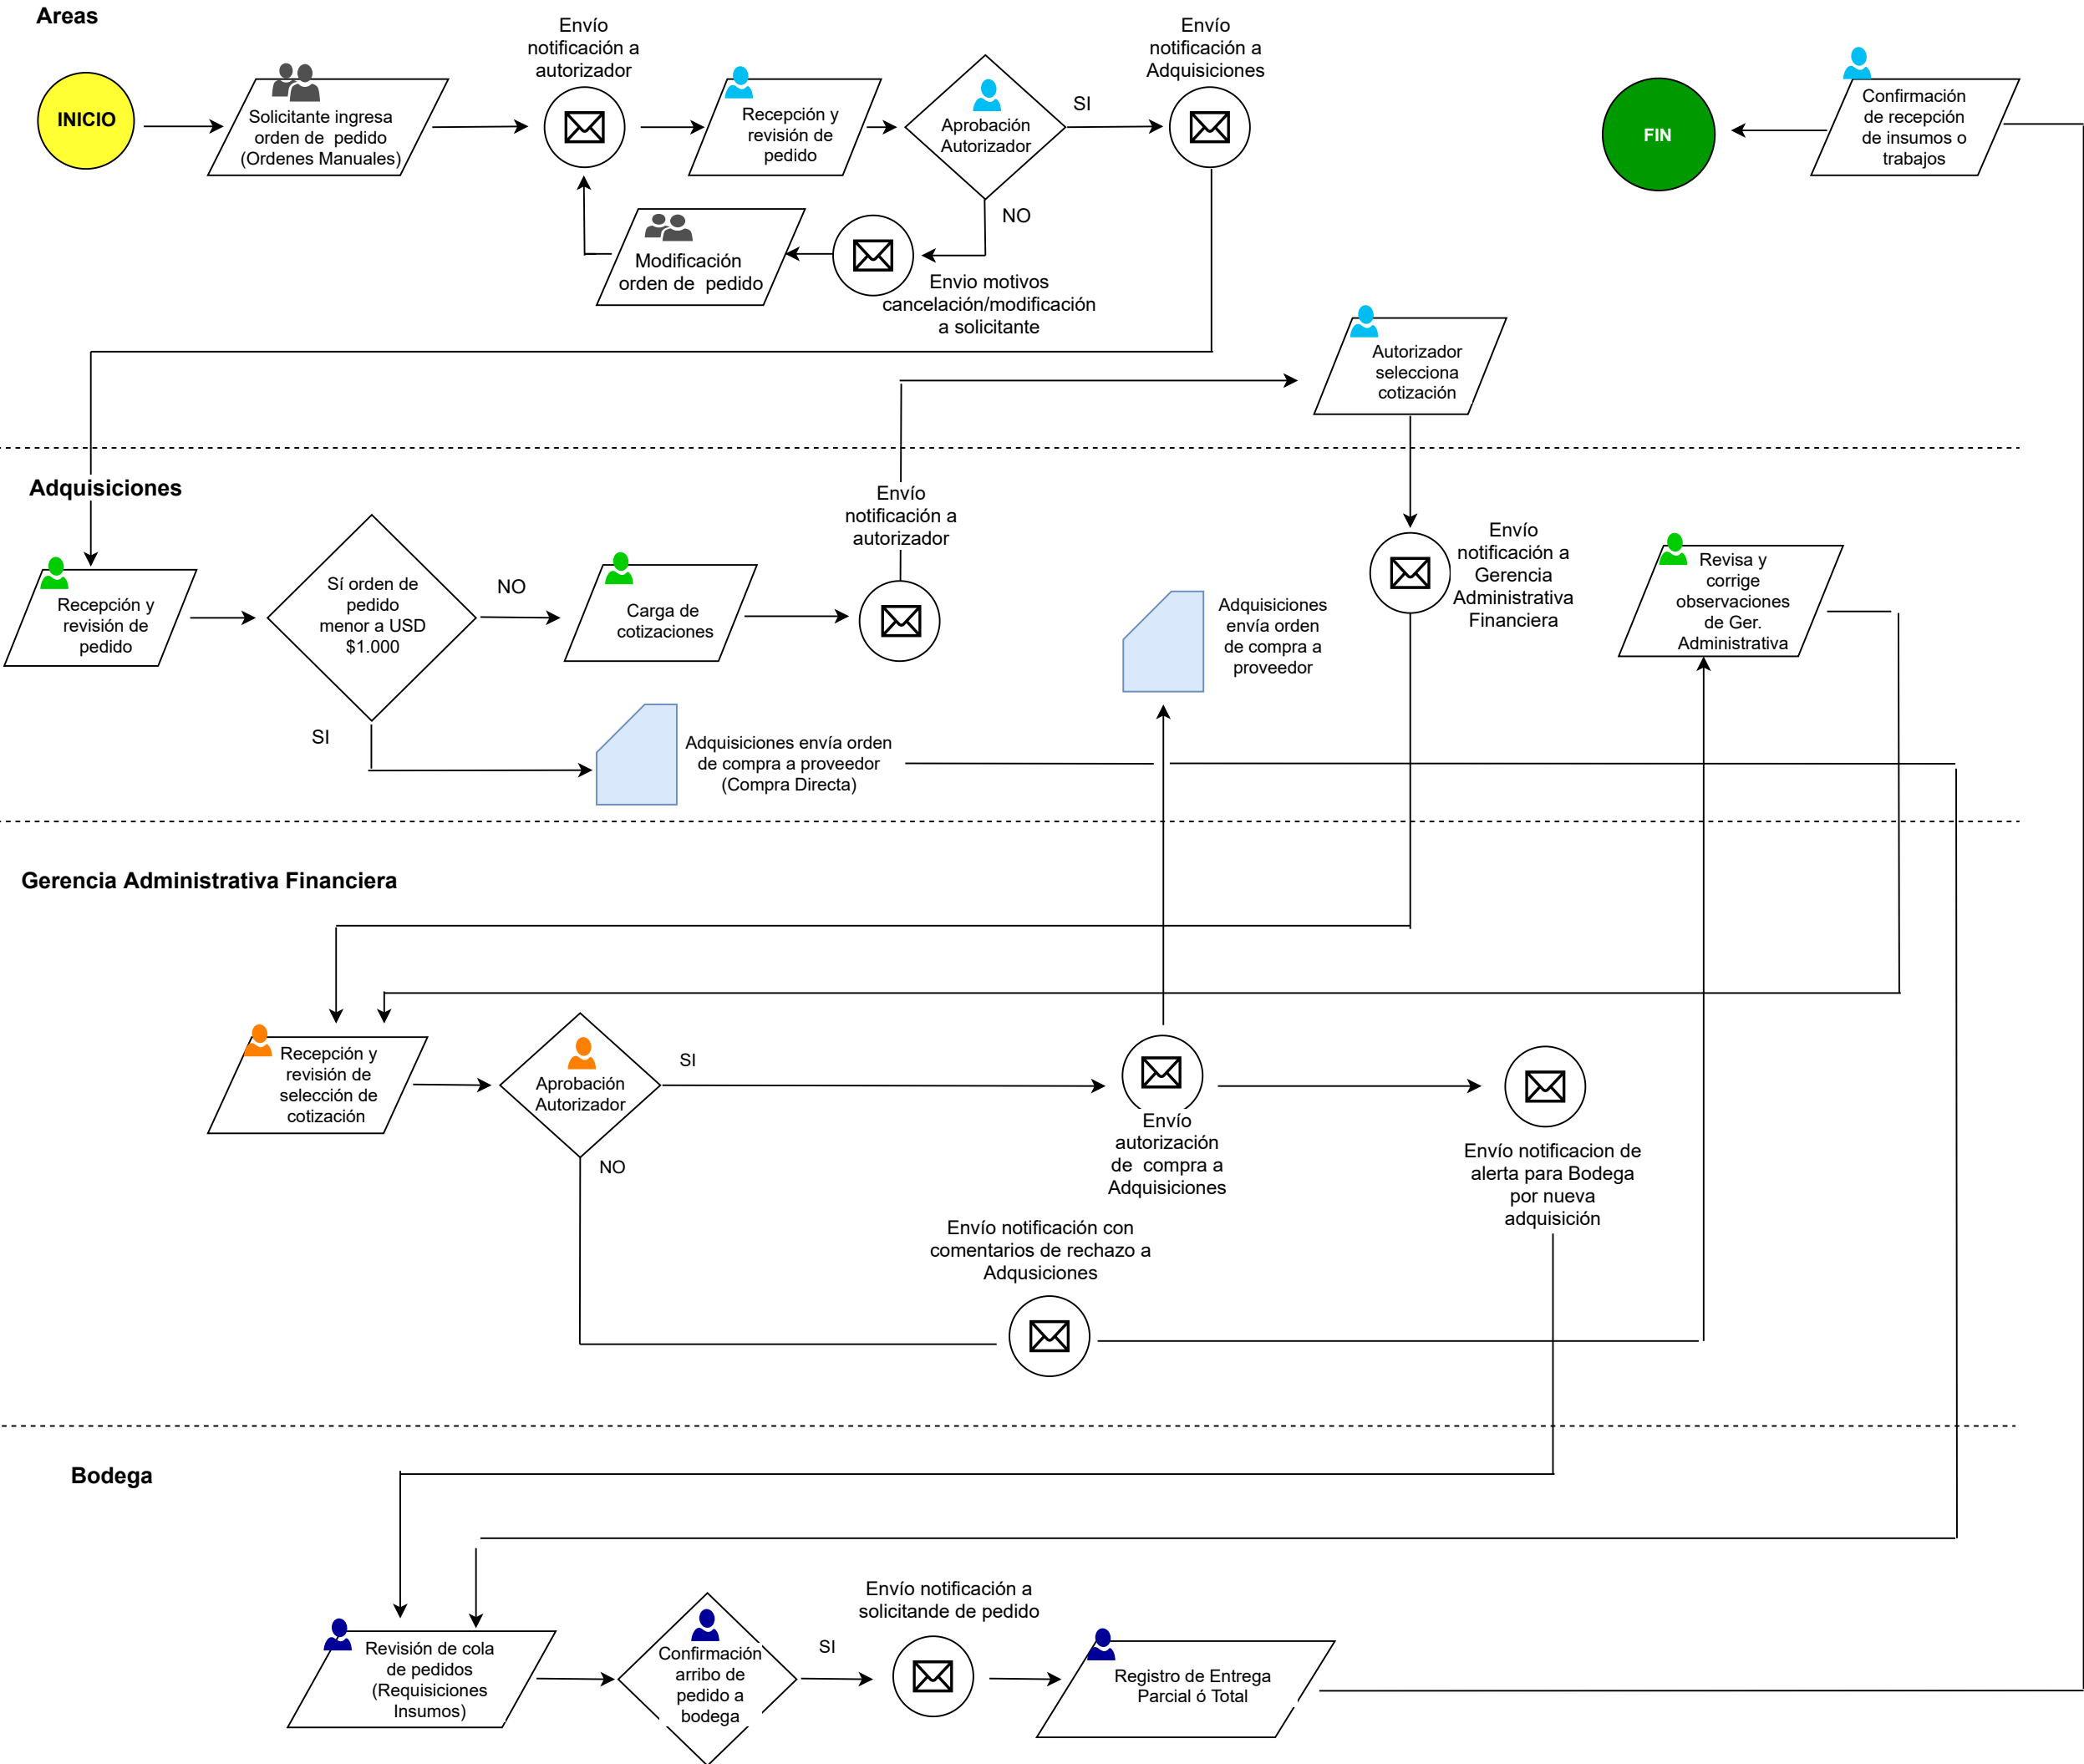 Areas
INICIO
Solicitante ingresa
orden de pedido
(Ordenes Manuales)
Envío
notificación a
autorizador
Recepción y
revisión de
pedido
Aprobación
Autorizador
SI
NO
Envío
notificación a
Adquisiciones
FIN
Confirmación
de recepción
de insumos o
trabajos
Modificación
orden de pedido
Envio motivos
cancelación/modificación
a solicitante
Autorizador
selecciona
cotización
Adquisiciones
Recepción y
revisión de
pedido
Sí orden de
pedido
menor a USD
$1.000
NO
SI
Carga de
cotizaciones
Envío
notificación a
autorizador
Adquisiciones envía orden
de compra a proveedor
(Compra Directa)
Adquisiciones
envía orden
de compra a
proveedor
Envío
notificación a
Gerencia
Administrativa
Financiera
Revisa y
corrige
observaciones
de Ger.
Administrativa
Gerencia Administrativa Financiera
Recepción y
revisión de
selección de
cotización
Aprobación
Autorizador
SI
NO
Envío
autorización
de compra a
Adquisiciones
Envío notificacion de
alerta para Bodega
por nueva
adquisición
Envío notificación con
comentarios de rechazo a
Adqusiciones
Bodega
Revisión de cola
de pedidos
(Requisiciones
Insumos)
Confirmación
arribo de
pedido a
bodega
SI
Envío notificación a
solicitande de pedido
Registro de Entrega
Parcial ó Total